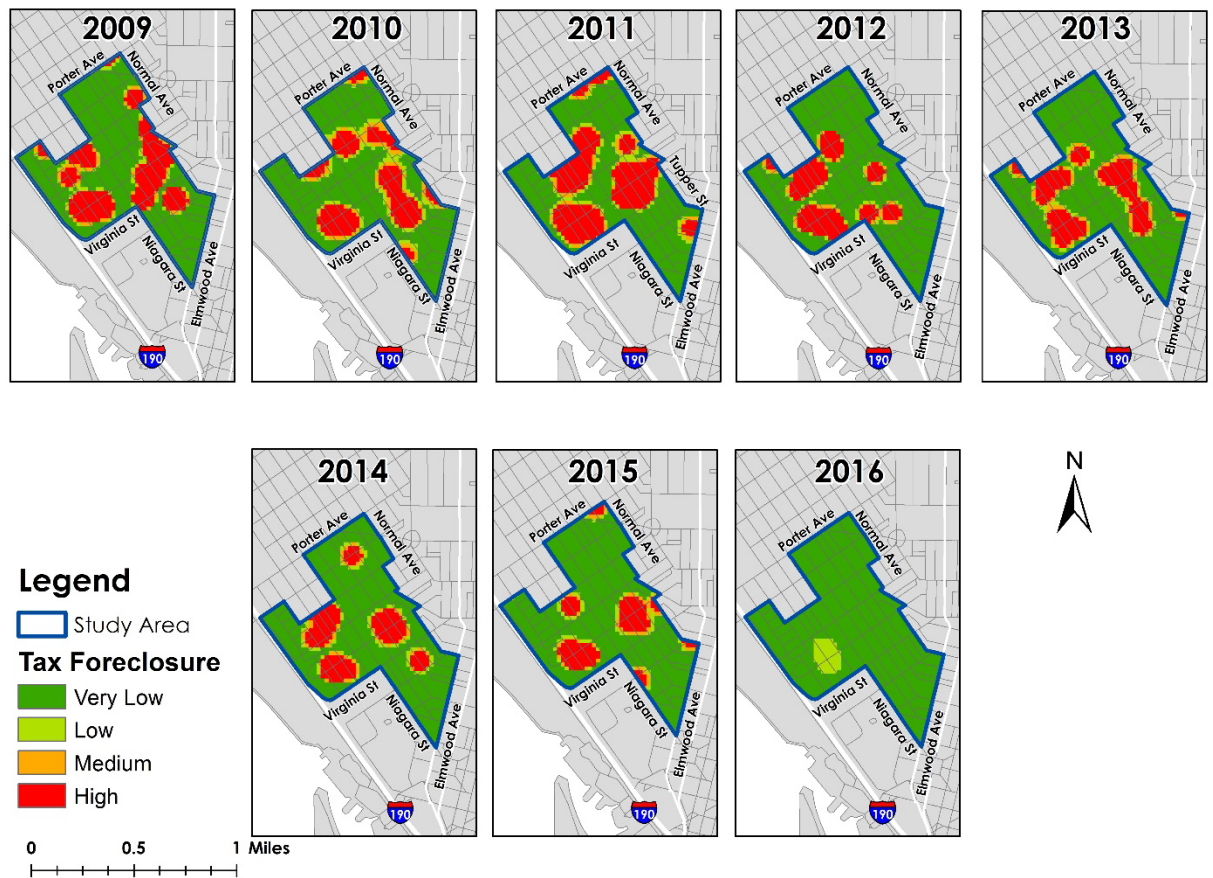 2009
Porter Ave
Normal Ave
Virginia St
Niagara St
Elmwood Ave
190
2010
Porter Ave
Normal Ave
Virginia St
Niagara St
Elmwood Ave
190
2011
Porter Ave
Normal Ave
Tupper St
Virginia St
Niagara St
Elmwood Ave
190
2012
Porter Ave
Normal Ave
Virginia St
Niagara St
Elmwood Ave
190
2013
Porter Ave
Normal Ave
Virginia St
Niagara St
Elmwood Ave
190
2014
Porter Ave
Normal Ave
Virginia St
Niagara St
Elmwood Ave
190
2015
Porter Ave
Normal Ave
Virginia St
Niagara St
Elmwood Ave
190
2016
Porter Ave
Normal Ave
Virginia St
Niagara St
Elmwood Ave
190
N
Legend
Study Area
Tax Foreclosure
Very Low
Low
Medium
High
0 0.5 1 Miles